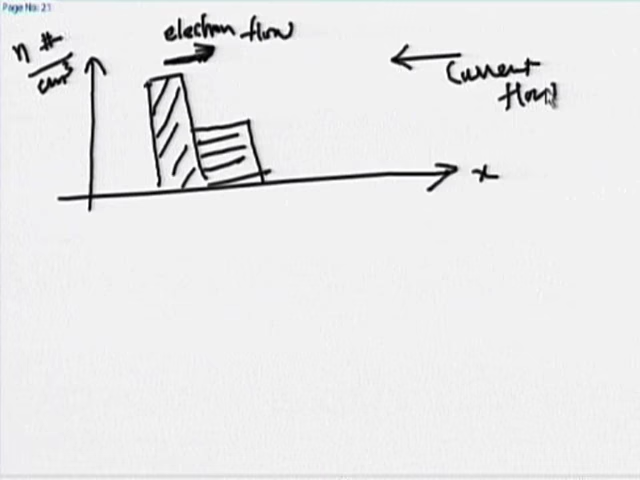 Page No: 21
n #
cm³
electron flow
Current
flow
x